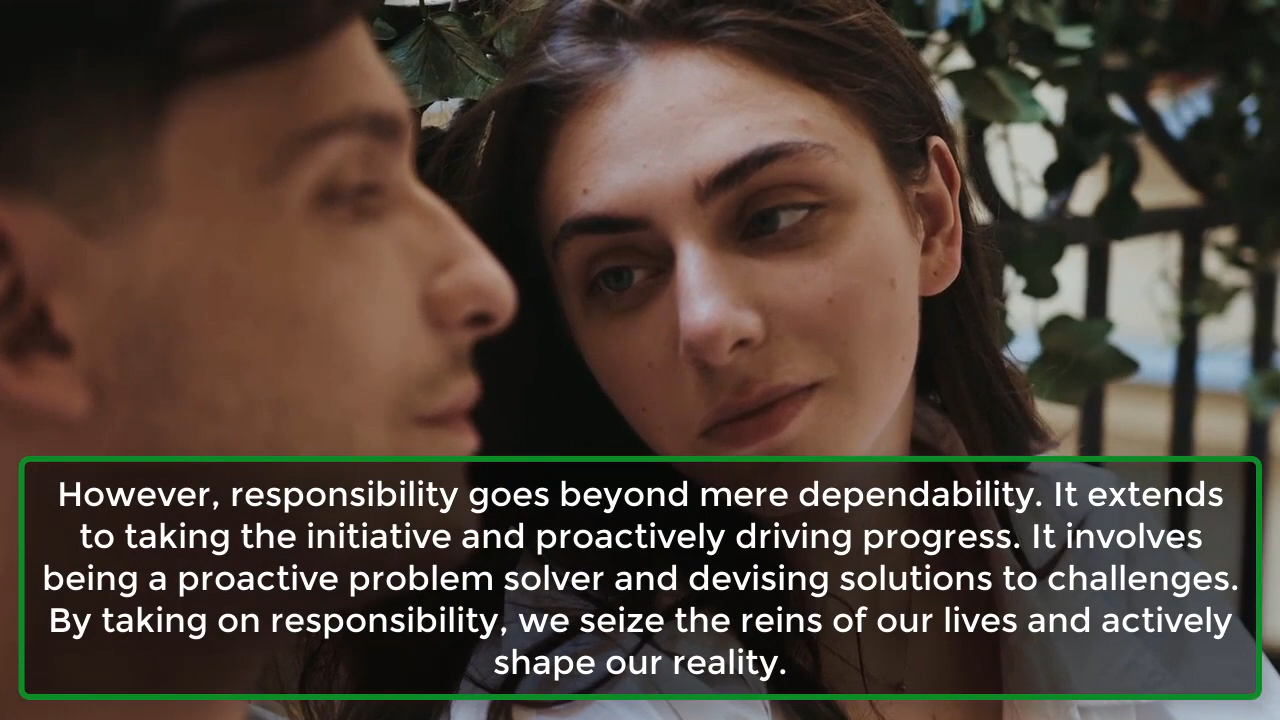 However, responsibility goes beyond mere dependability. It extends
to taking the initiative and proactively driving progress. It involves
being a proactive problem solver and devising solutions to challenges.
By taking on responsibility, we seize the reins of our lives and actively
shape our reality.